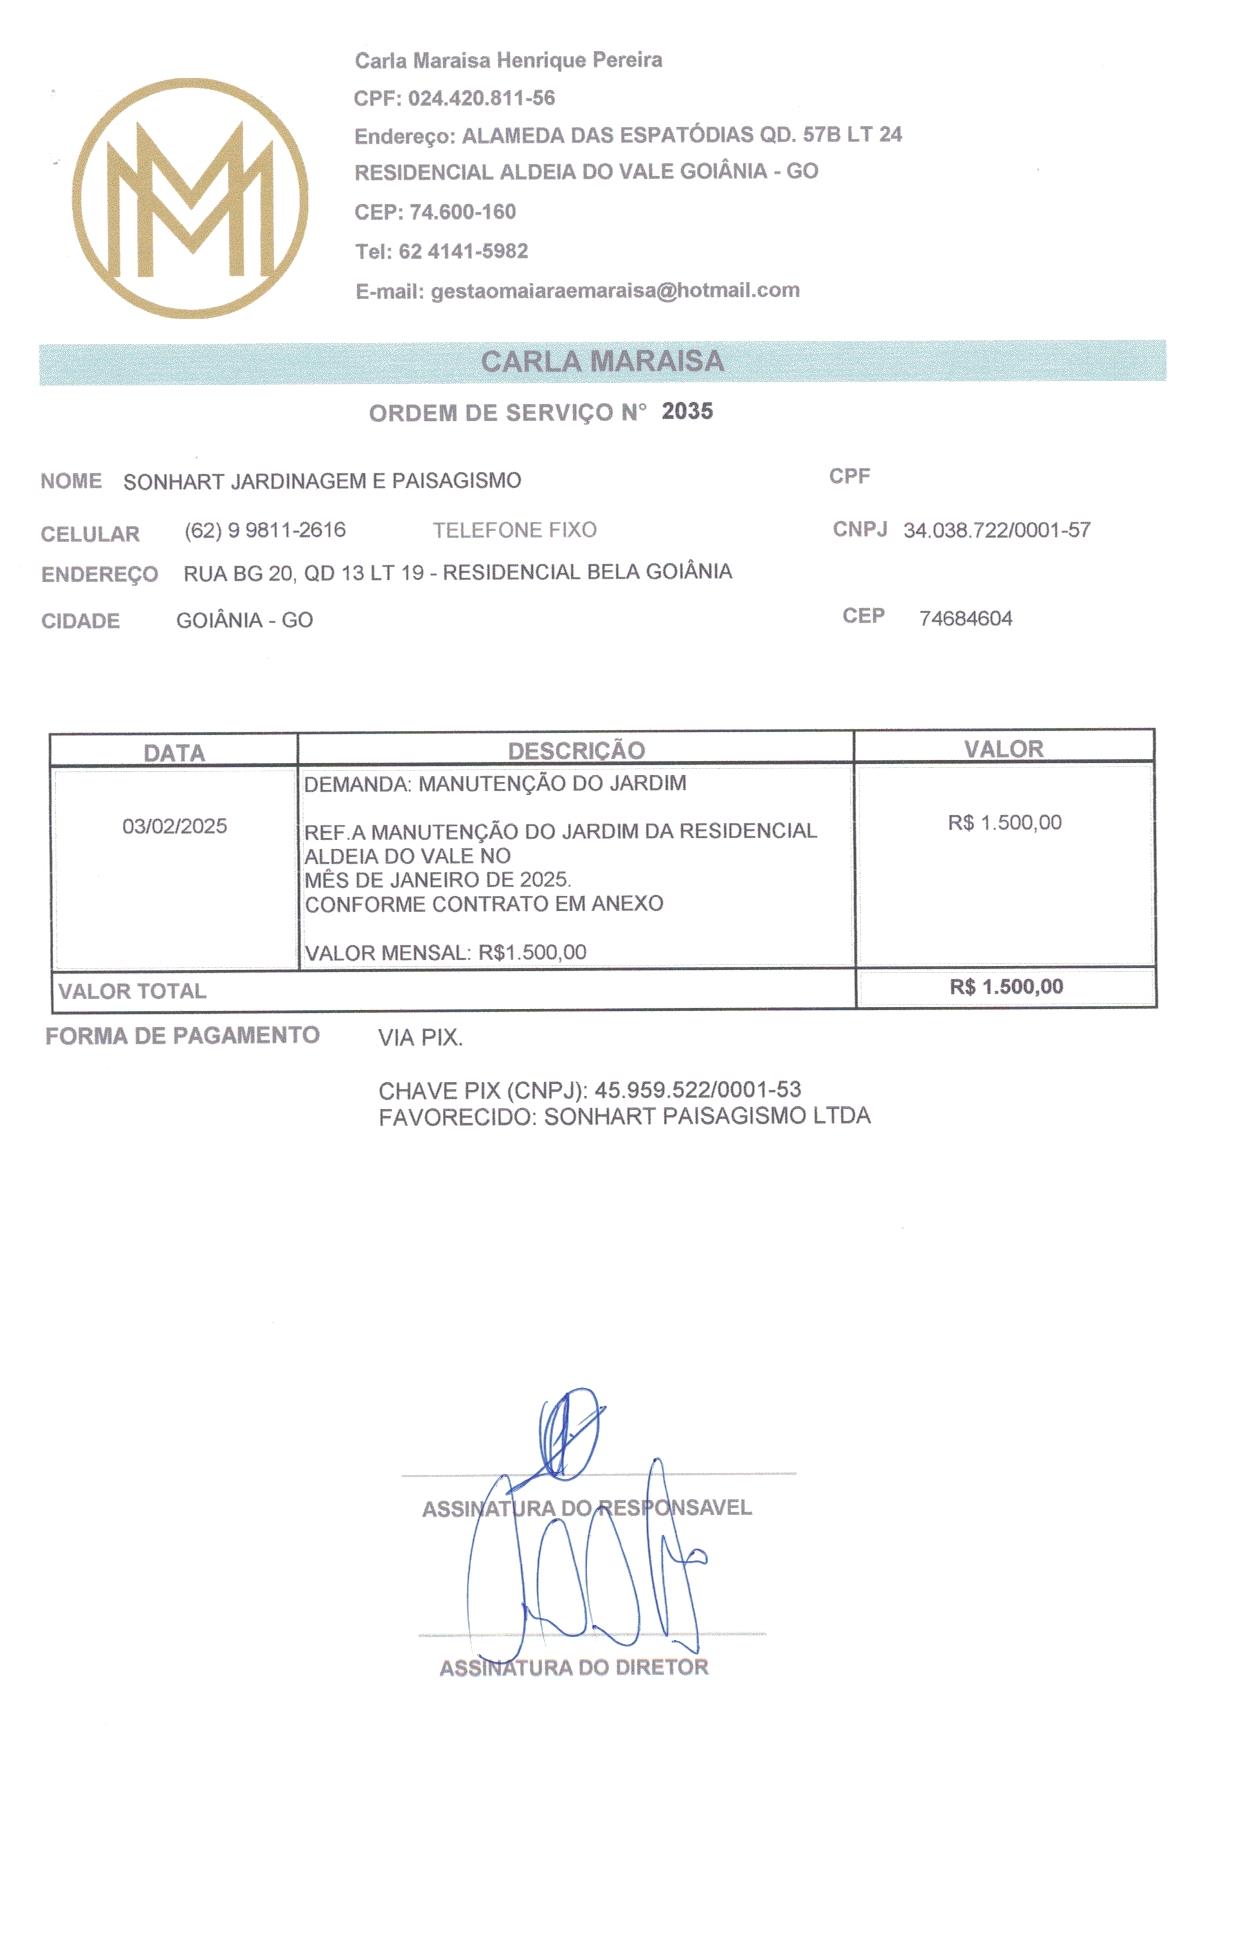 Carla Maraisa Henrique Pereira
CPF: 024.420.811-56
Endereço: ALAMEDA DAS ESPATÓDIAS QD. 57B LT 24
RESIDENCIAL ALDEIA DO VALE GOIÂNIA - GO
CEP: 74.600-160
Tel: 62 4141-5982
E-mail: gestaomaiaraemaraisa@hotmail.com
CARLA MARAISA
ORDEM DE SERVIÇO N° 2035
NOME SONHART JARDINAGEM E PAISAGISMO CPF
CELULAR (62) 9 9811-2616 TELEFONE FIXO CNPJ 34.038.722/0001-57
ENDEREÇO RUA BG 20, QD 13 LT 19 - RESIDENCIAL BELA GOIÂNIA
CIDADE GOIÂNIA - GO CEP 74684604
DATA DESCRIÇÃO VALOR
DEMANDA: MANUTENÇÃO DO JARDIM
03/02/2025 REF.A MANUTENÇÃO DO JARDIM DA RESIDENCIAL R$ 1.500,00
ALDEIA DO VALE NO
MÊS DE JANEIRO DE 2025.
CONFORME CONTRATO EM ANEXO
VALOR MENSAL: R$1.500,00
VALOR TOTAL R$ 1.500,00
FORMA DE PAGAMENTO VIA PIX.
CHAVE PIX (CNPJ): 45.959.522/0001-53
FAVORECIDO: SONHART PAISAGISMO LTDA
ASSINATURA DO RESPONSAVEL
ASSINATURA DO DIRETOR